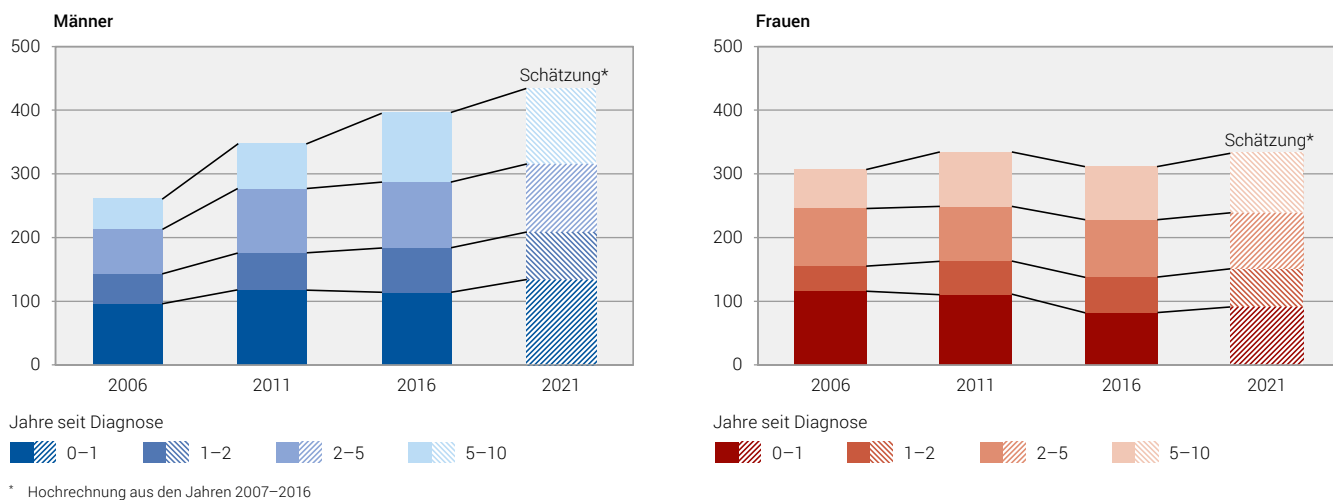 Männer
500
400
300
200
100
0
Schätzung*
2006 2011 2016 2021
Jahre seit Diagnose
0–1 1–2 2–5 5–10
Frauen
500
400
300
200
100
0
Schätzung*
2006 2011 2016 2021
Jahre seit Diagnose
0–1 1–2 2–5 5–10
* Hochrechnung aus den Jahren 2007–2016